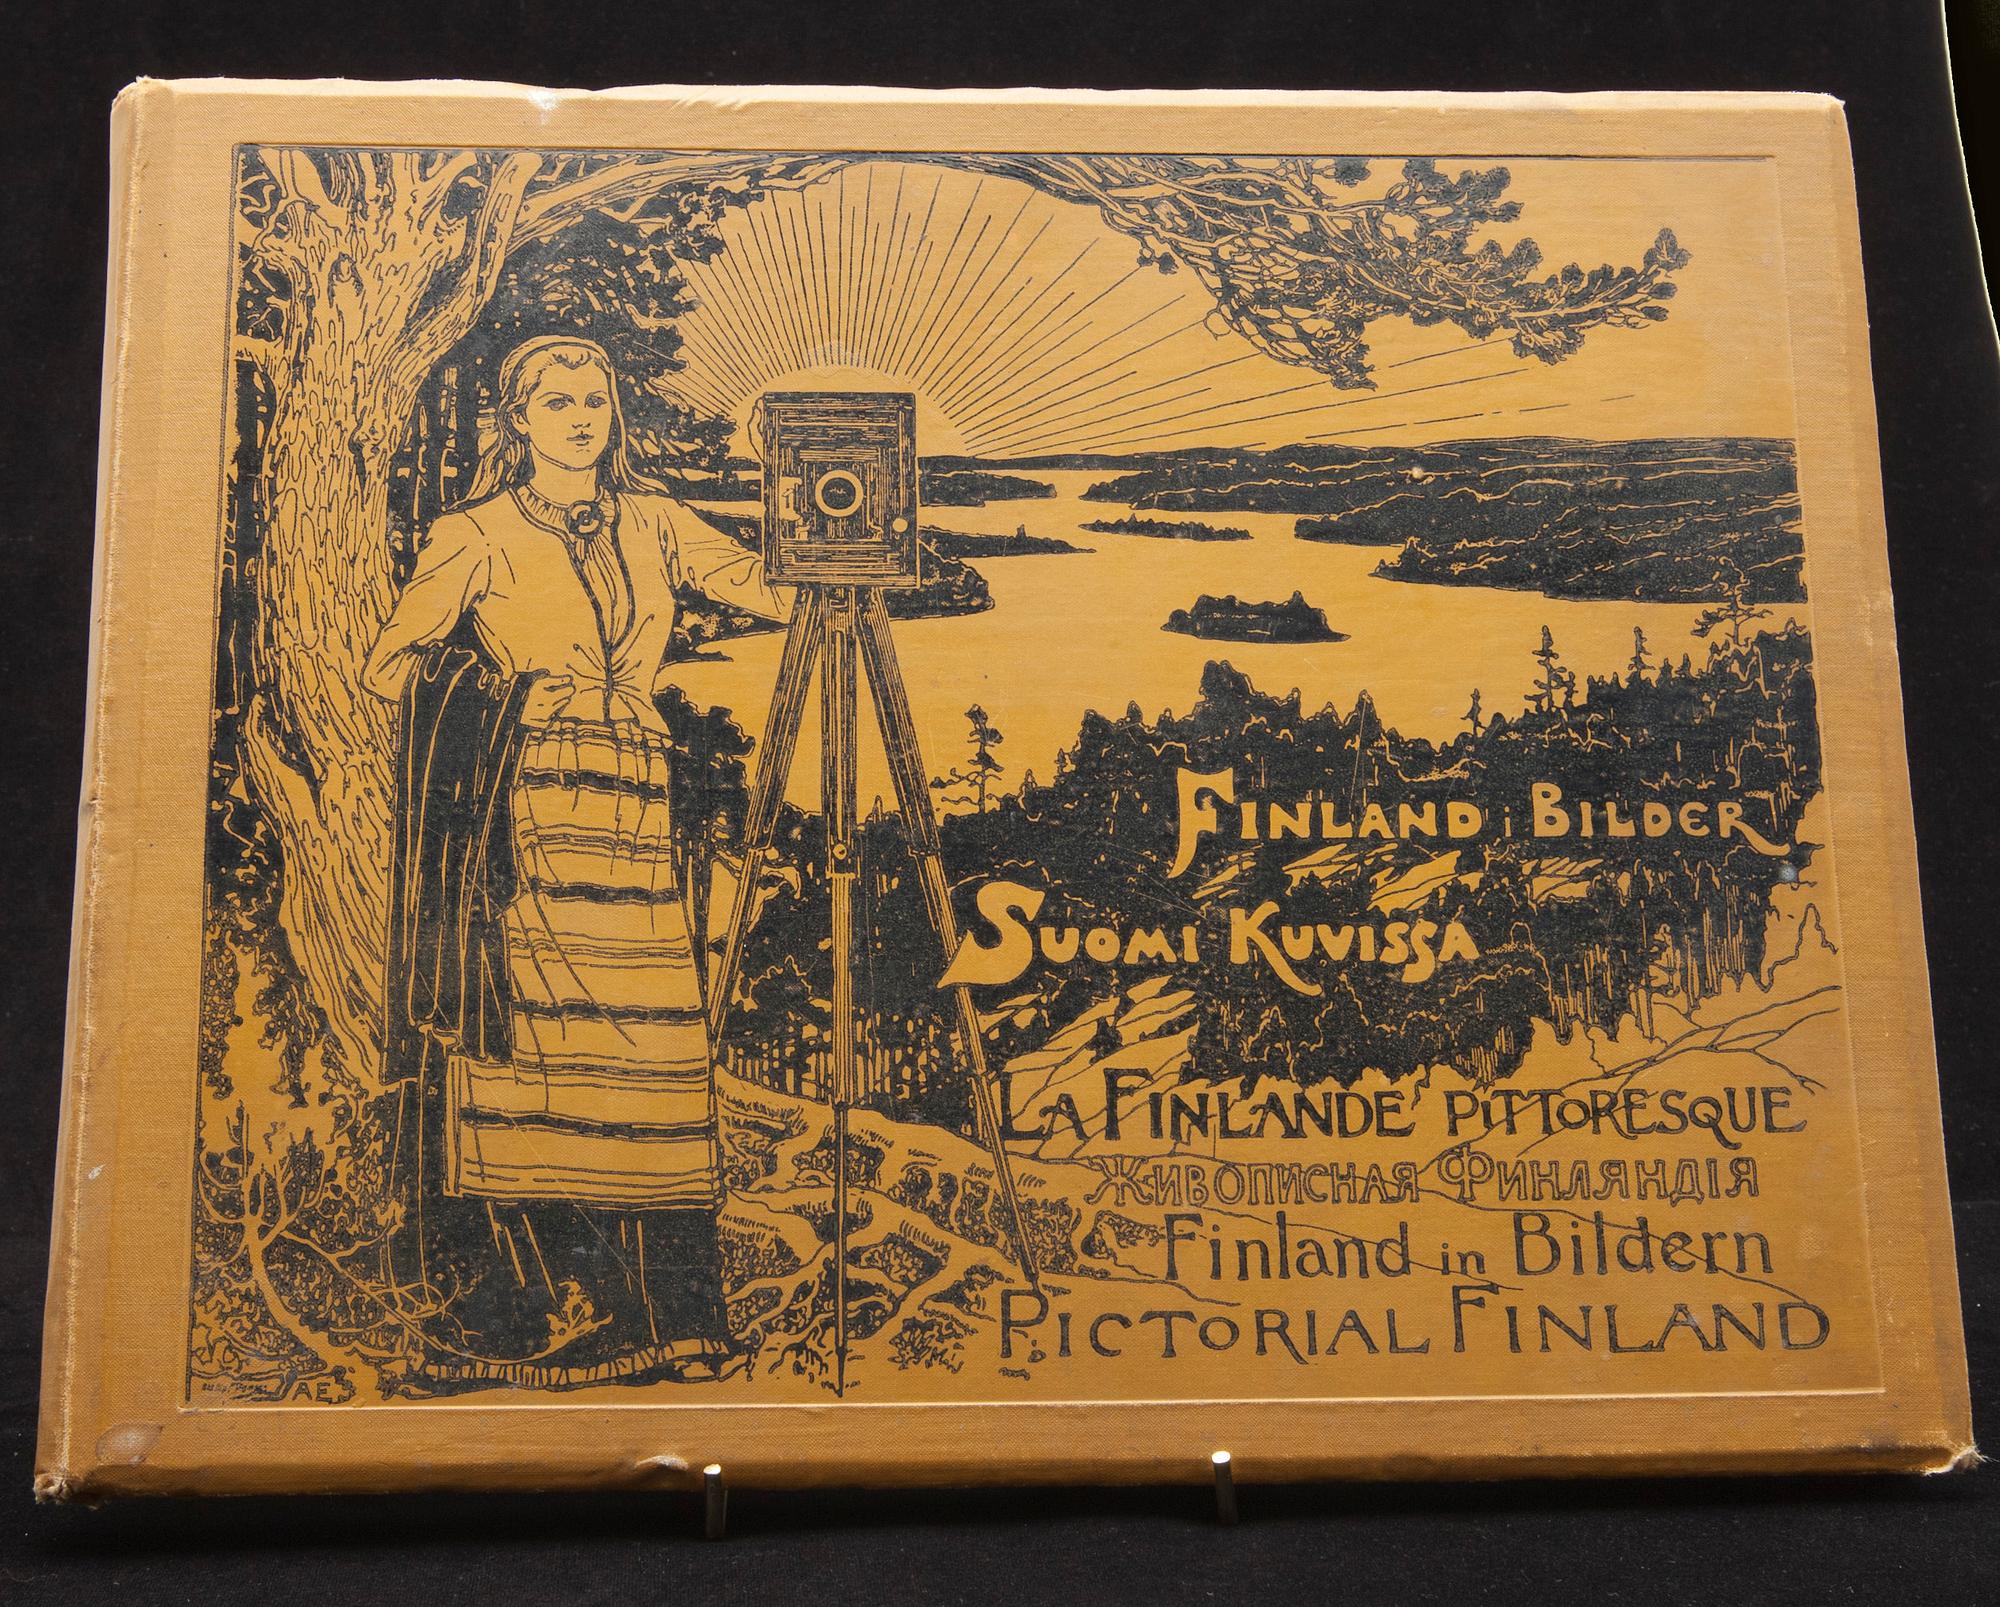 FINLAND i BILDER
SUOMI KUVISSA
LA FINLANDE PITTORESQUE
ЖИВОПИСНАЯ ФИНЛЯНДІЯ
Finland in Bildern
PICTORIAL FINLAND
AE